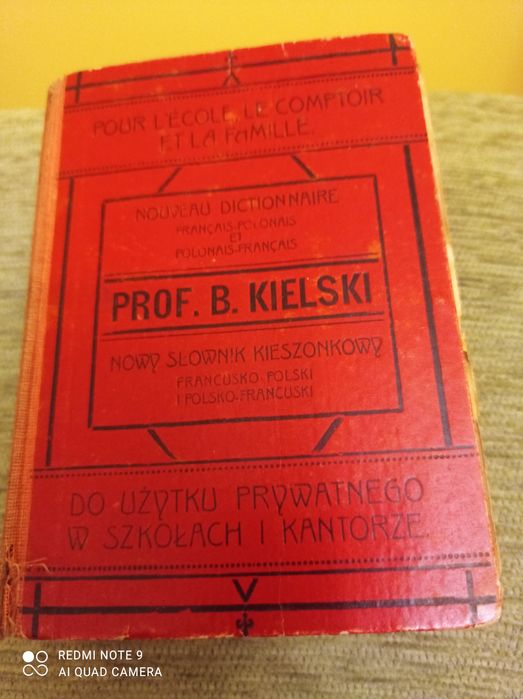 POUR L'ÉCOLE, LE COMPTOIR
ET LA FAMILLE.
NOUVEAU DICTIONNAIRE
FRANÇAIS-POLONAIS
ET
POLONAIS-FRANÇAIS
PROF. B. KIELSKI
NOWY SŁOWNIK KIESZONKOWY
FRANCUSKO-POLSKI
I POLSKO-FRANCUSKI
DO UŻYTKU PRYWATNEGO
W SZKOŁACH I KANTORZE.
REDMI NOTE 9
AI QUAD CAMERA